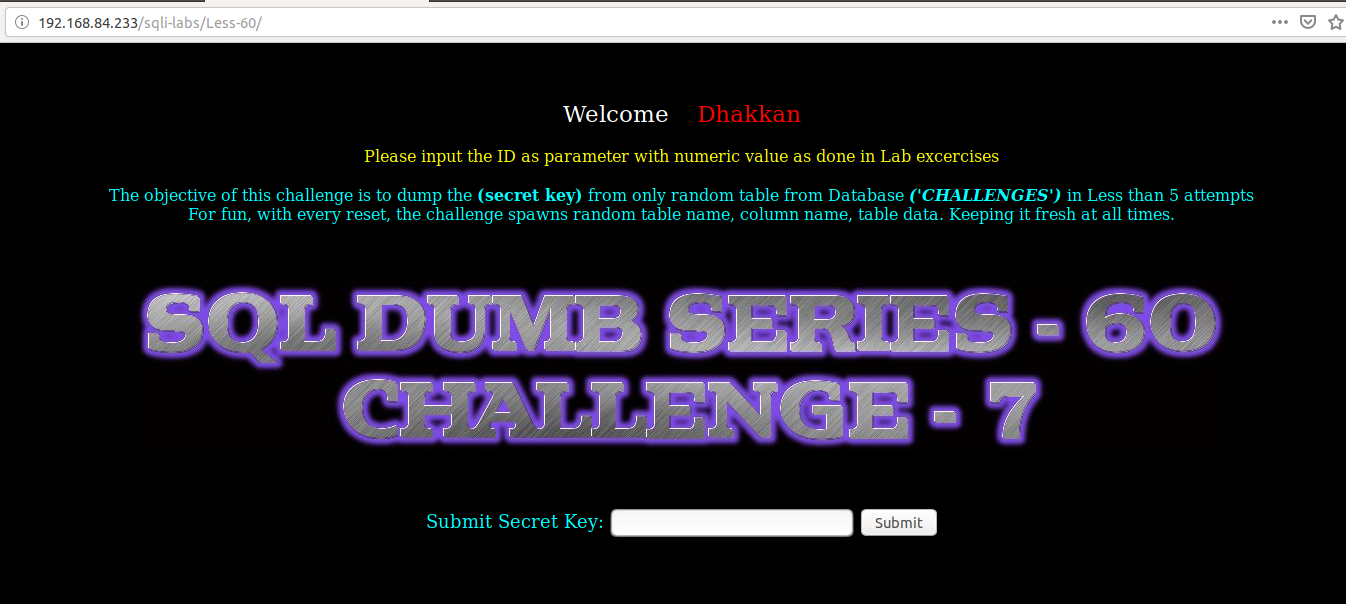 192.168.84.233/sqli-labs/Less-60/
Welcome Dhakkan
Please input the ID as parameter with numeric value as done in Lab excercises
The objective of this challenge is to dump the (secret key) from only random table from Database ('CHALLENGES') in Less than 5 attempts
For fun, with every reset, the challenge spawns random table name, column name, table data. Keeping it fresh at all times.
SQL DUMB SERIES - 60
CHALLENGE - 7
Submit Secret Key: Submit